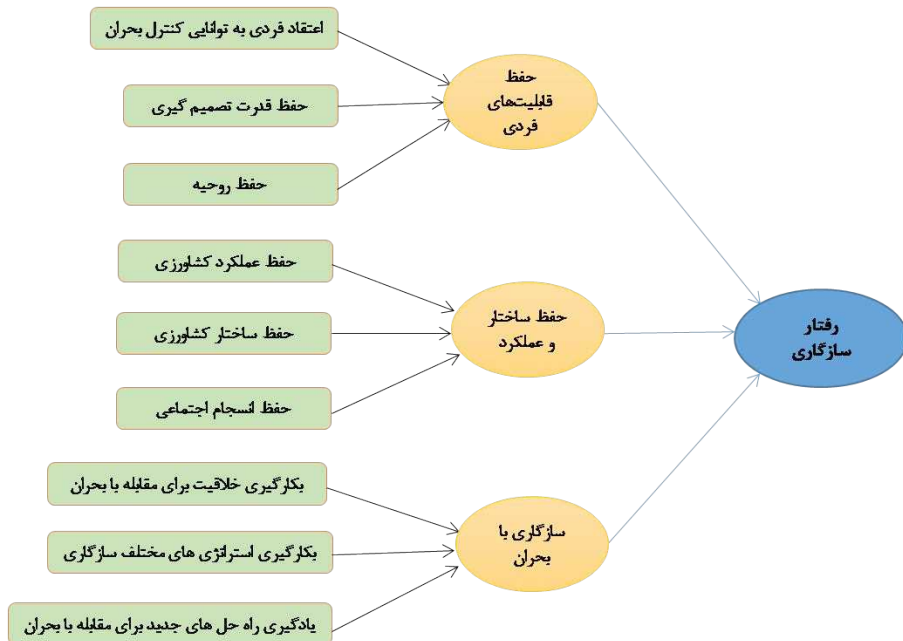 اعتقاد فردی به توانایی کنترل بحران
حفظ قدرت تصمیم گیری
حفظ روحیه
حفظ
قابلیت‌های
فردی
حفظ عملکرد کشاورزی
حفظ ساختار کشاورزی
حفظ انسجام اجتماعی
حفظ ساختار
و عملکرد
رفتار
سازگاری
بکارگیری خلاقیت برای مقابله با بحران
بکارگیری استراتژی های مختلف سازگاری
یادگیری راه حل های جدید برای مقابله با بحران
سازگاری با
بحران